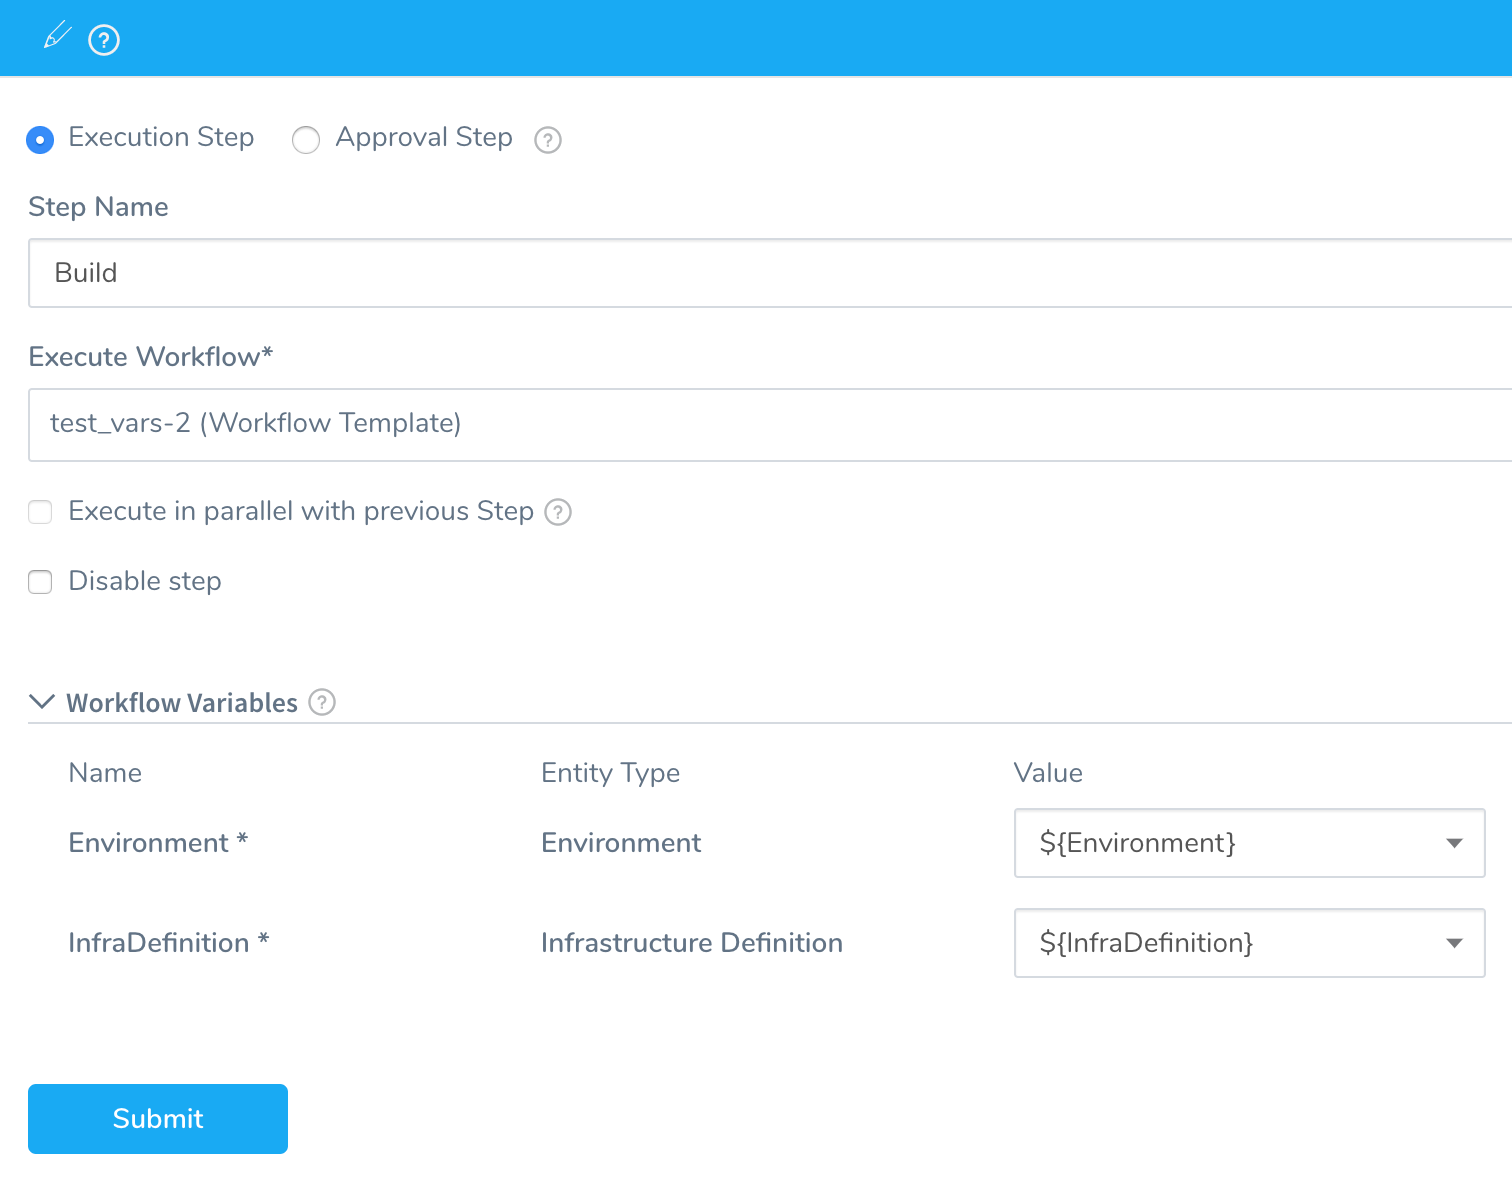 Execution Step Approval Step ?
Step Name
Build
Execute Workflow*
test_vars-2 (Workflow Template)
Execute in parallel with previous Step ?
Disable step
Workflow Variables ?
Name Entity Type Value
Environment * Environment ${Environment}
InfraDefinition * Infrastructure Definition ${InfraDefinition}
Submit